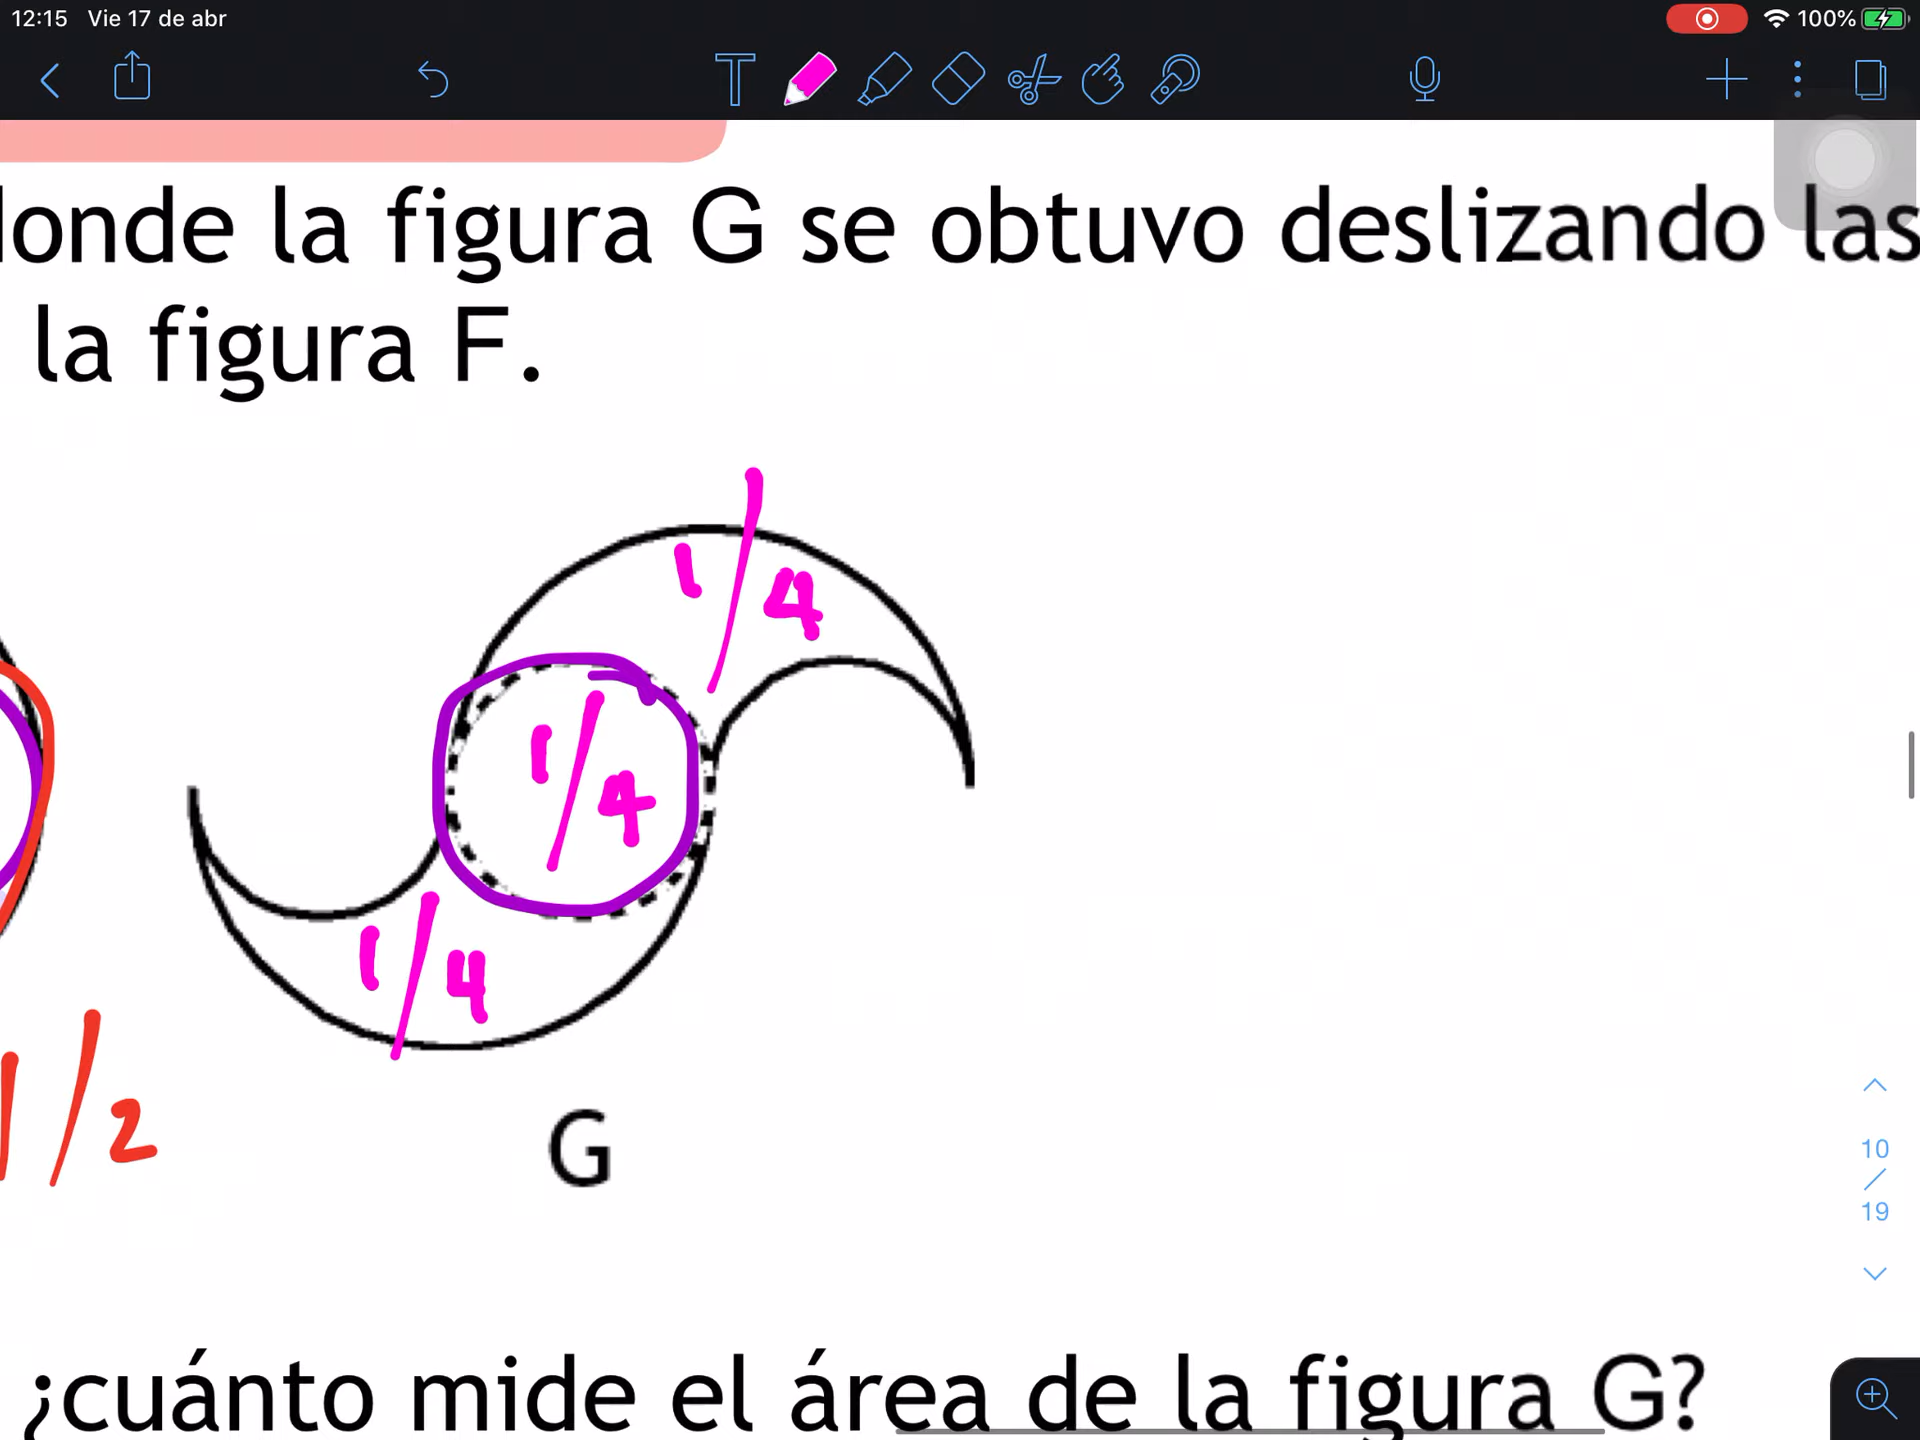 12:15 Vie 17 de abr
100%
T
donde la figura G se obtuvo deslizando las
la figura F.
1/4
1/4
1/4
1/2
G
10
/
19
¿cuánto mide el área de la figura G?